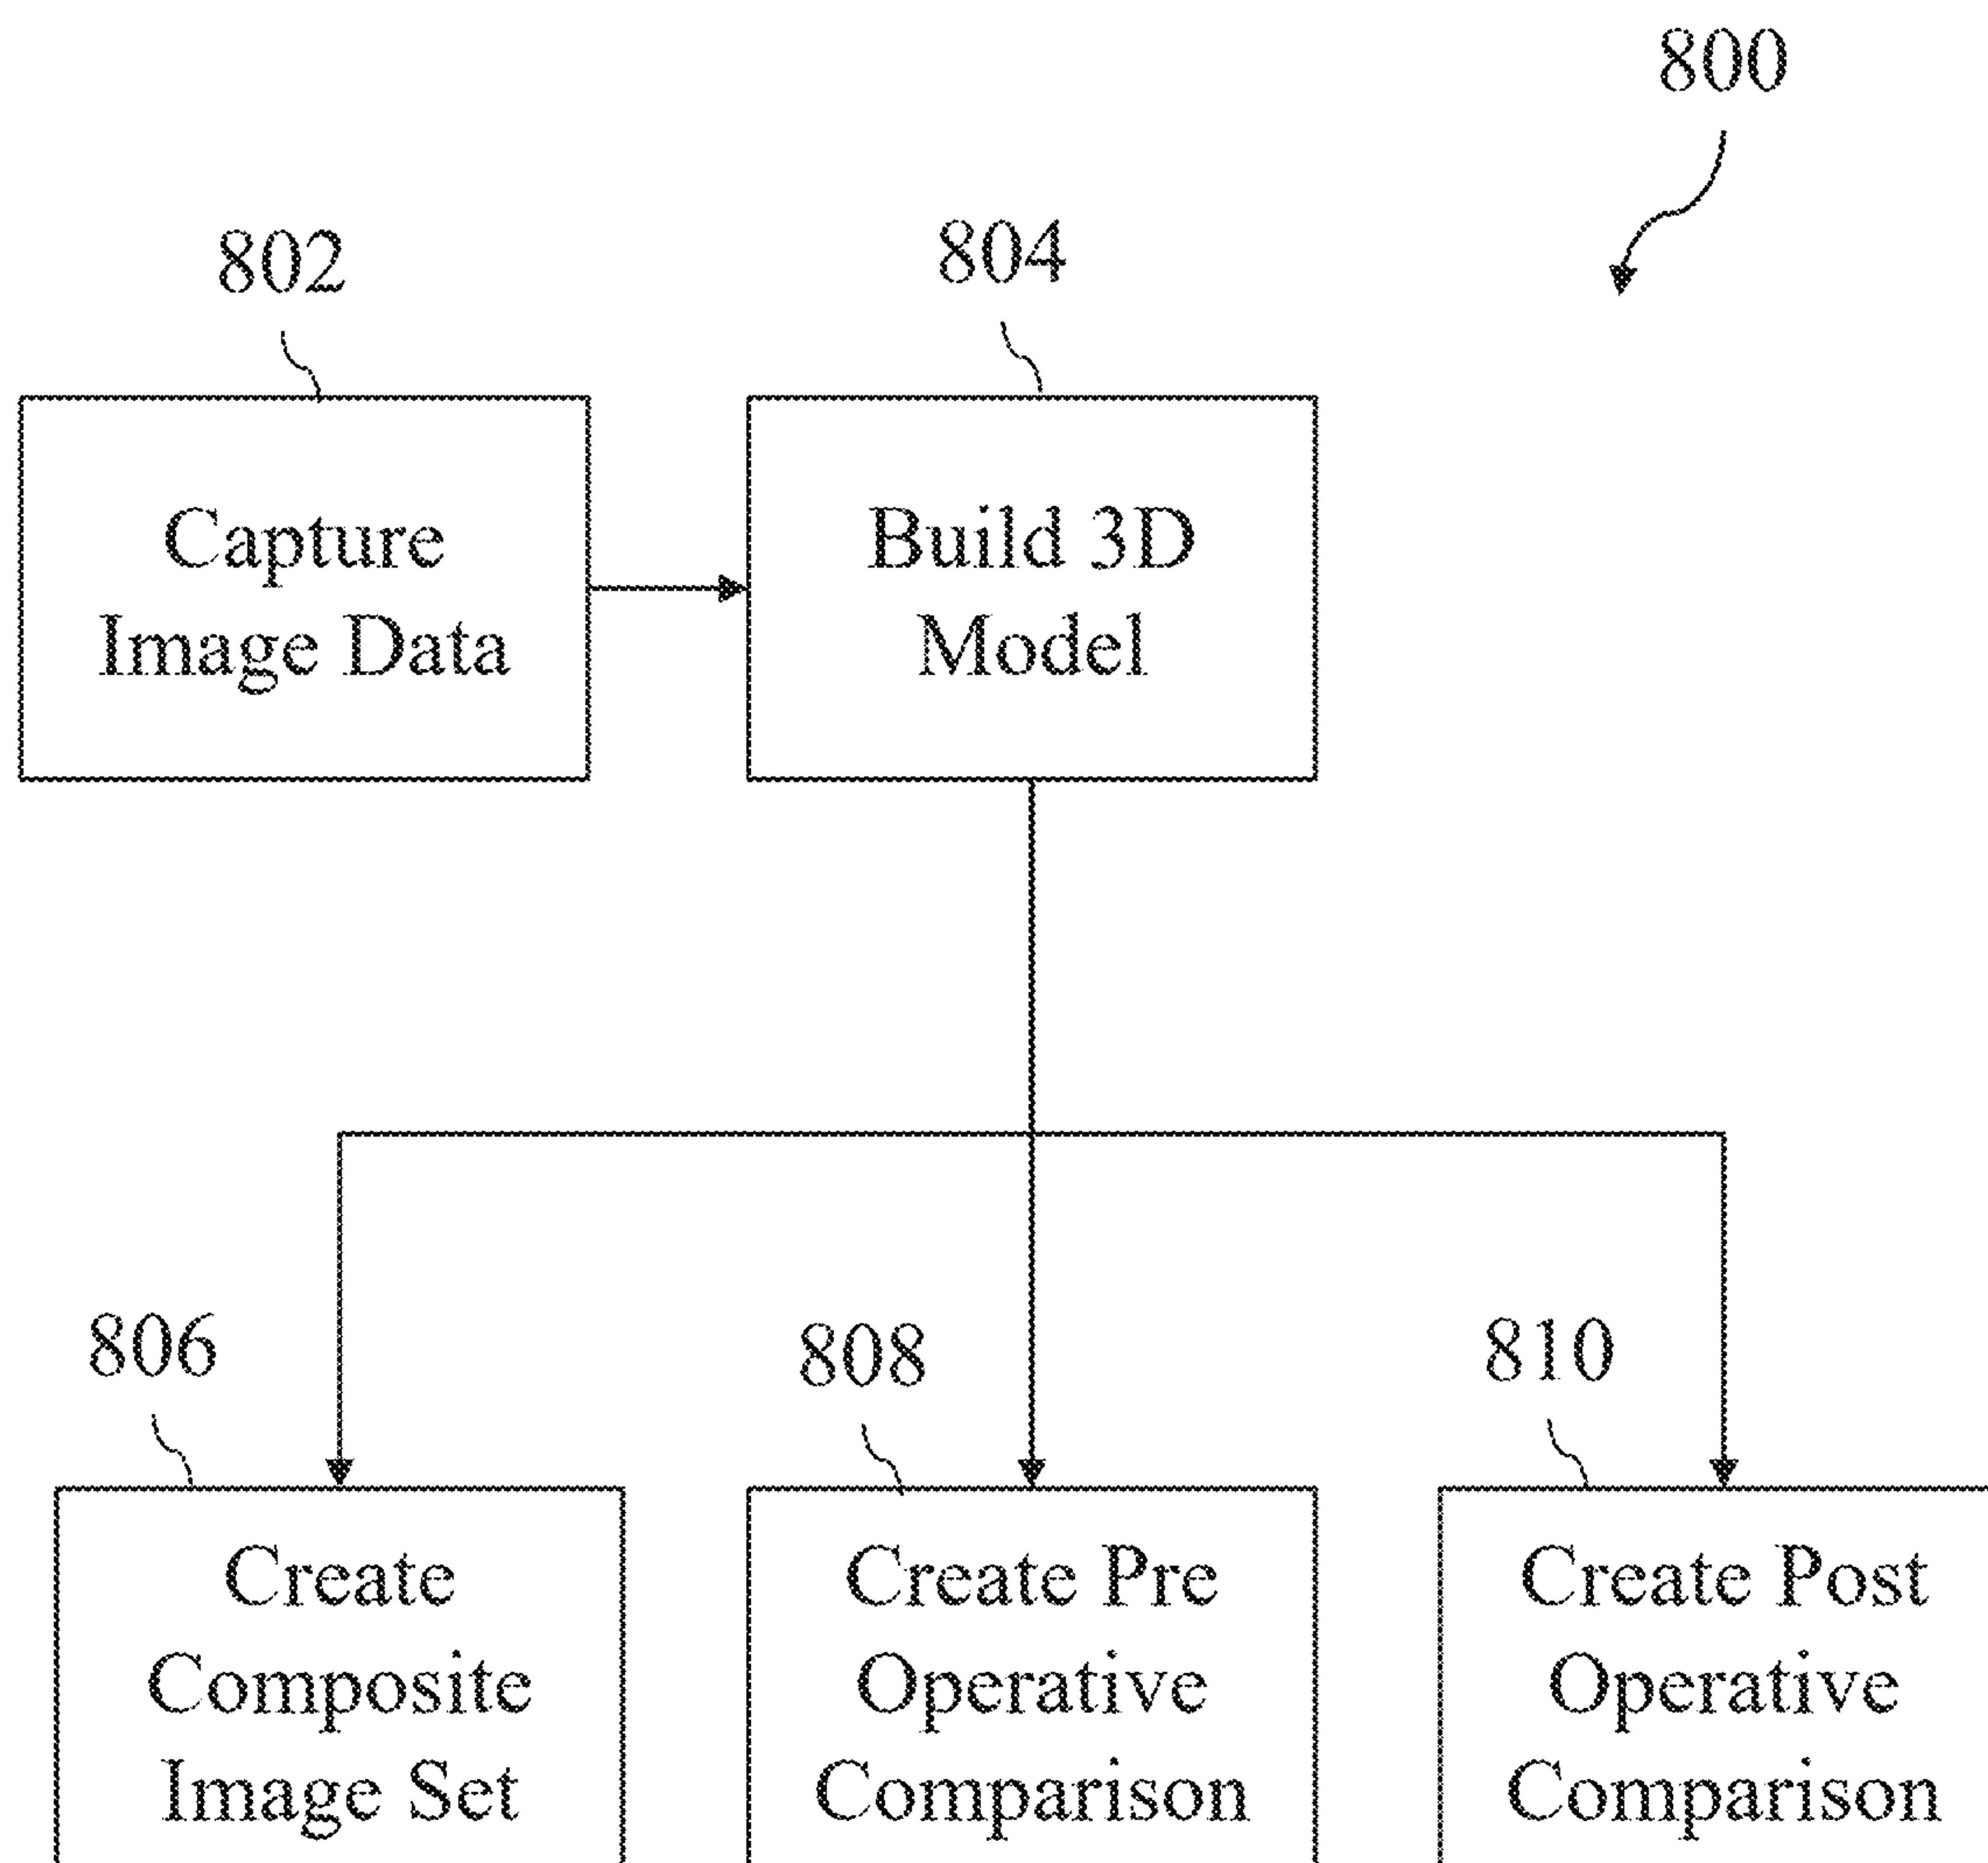 800
802
804
Capture
Image Data
Build 3D
Model
806
808
810
Create
Composite
Image Set
Create Pre
Operative
Comparison
Create Post
Operative
Comparison